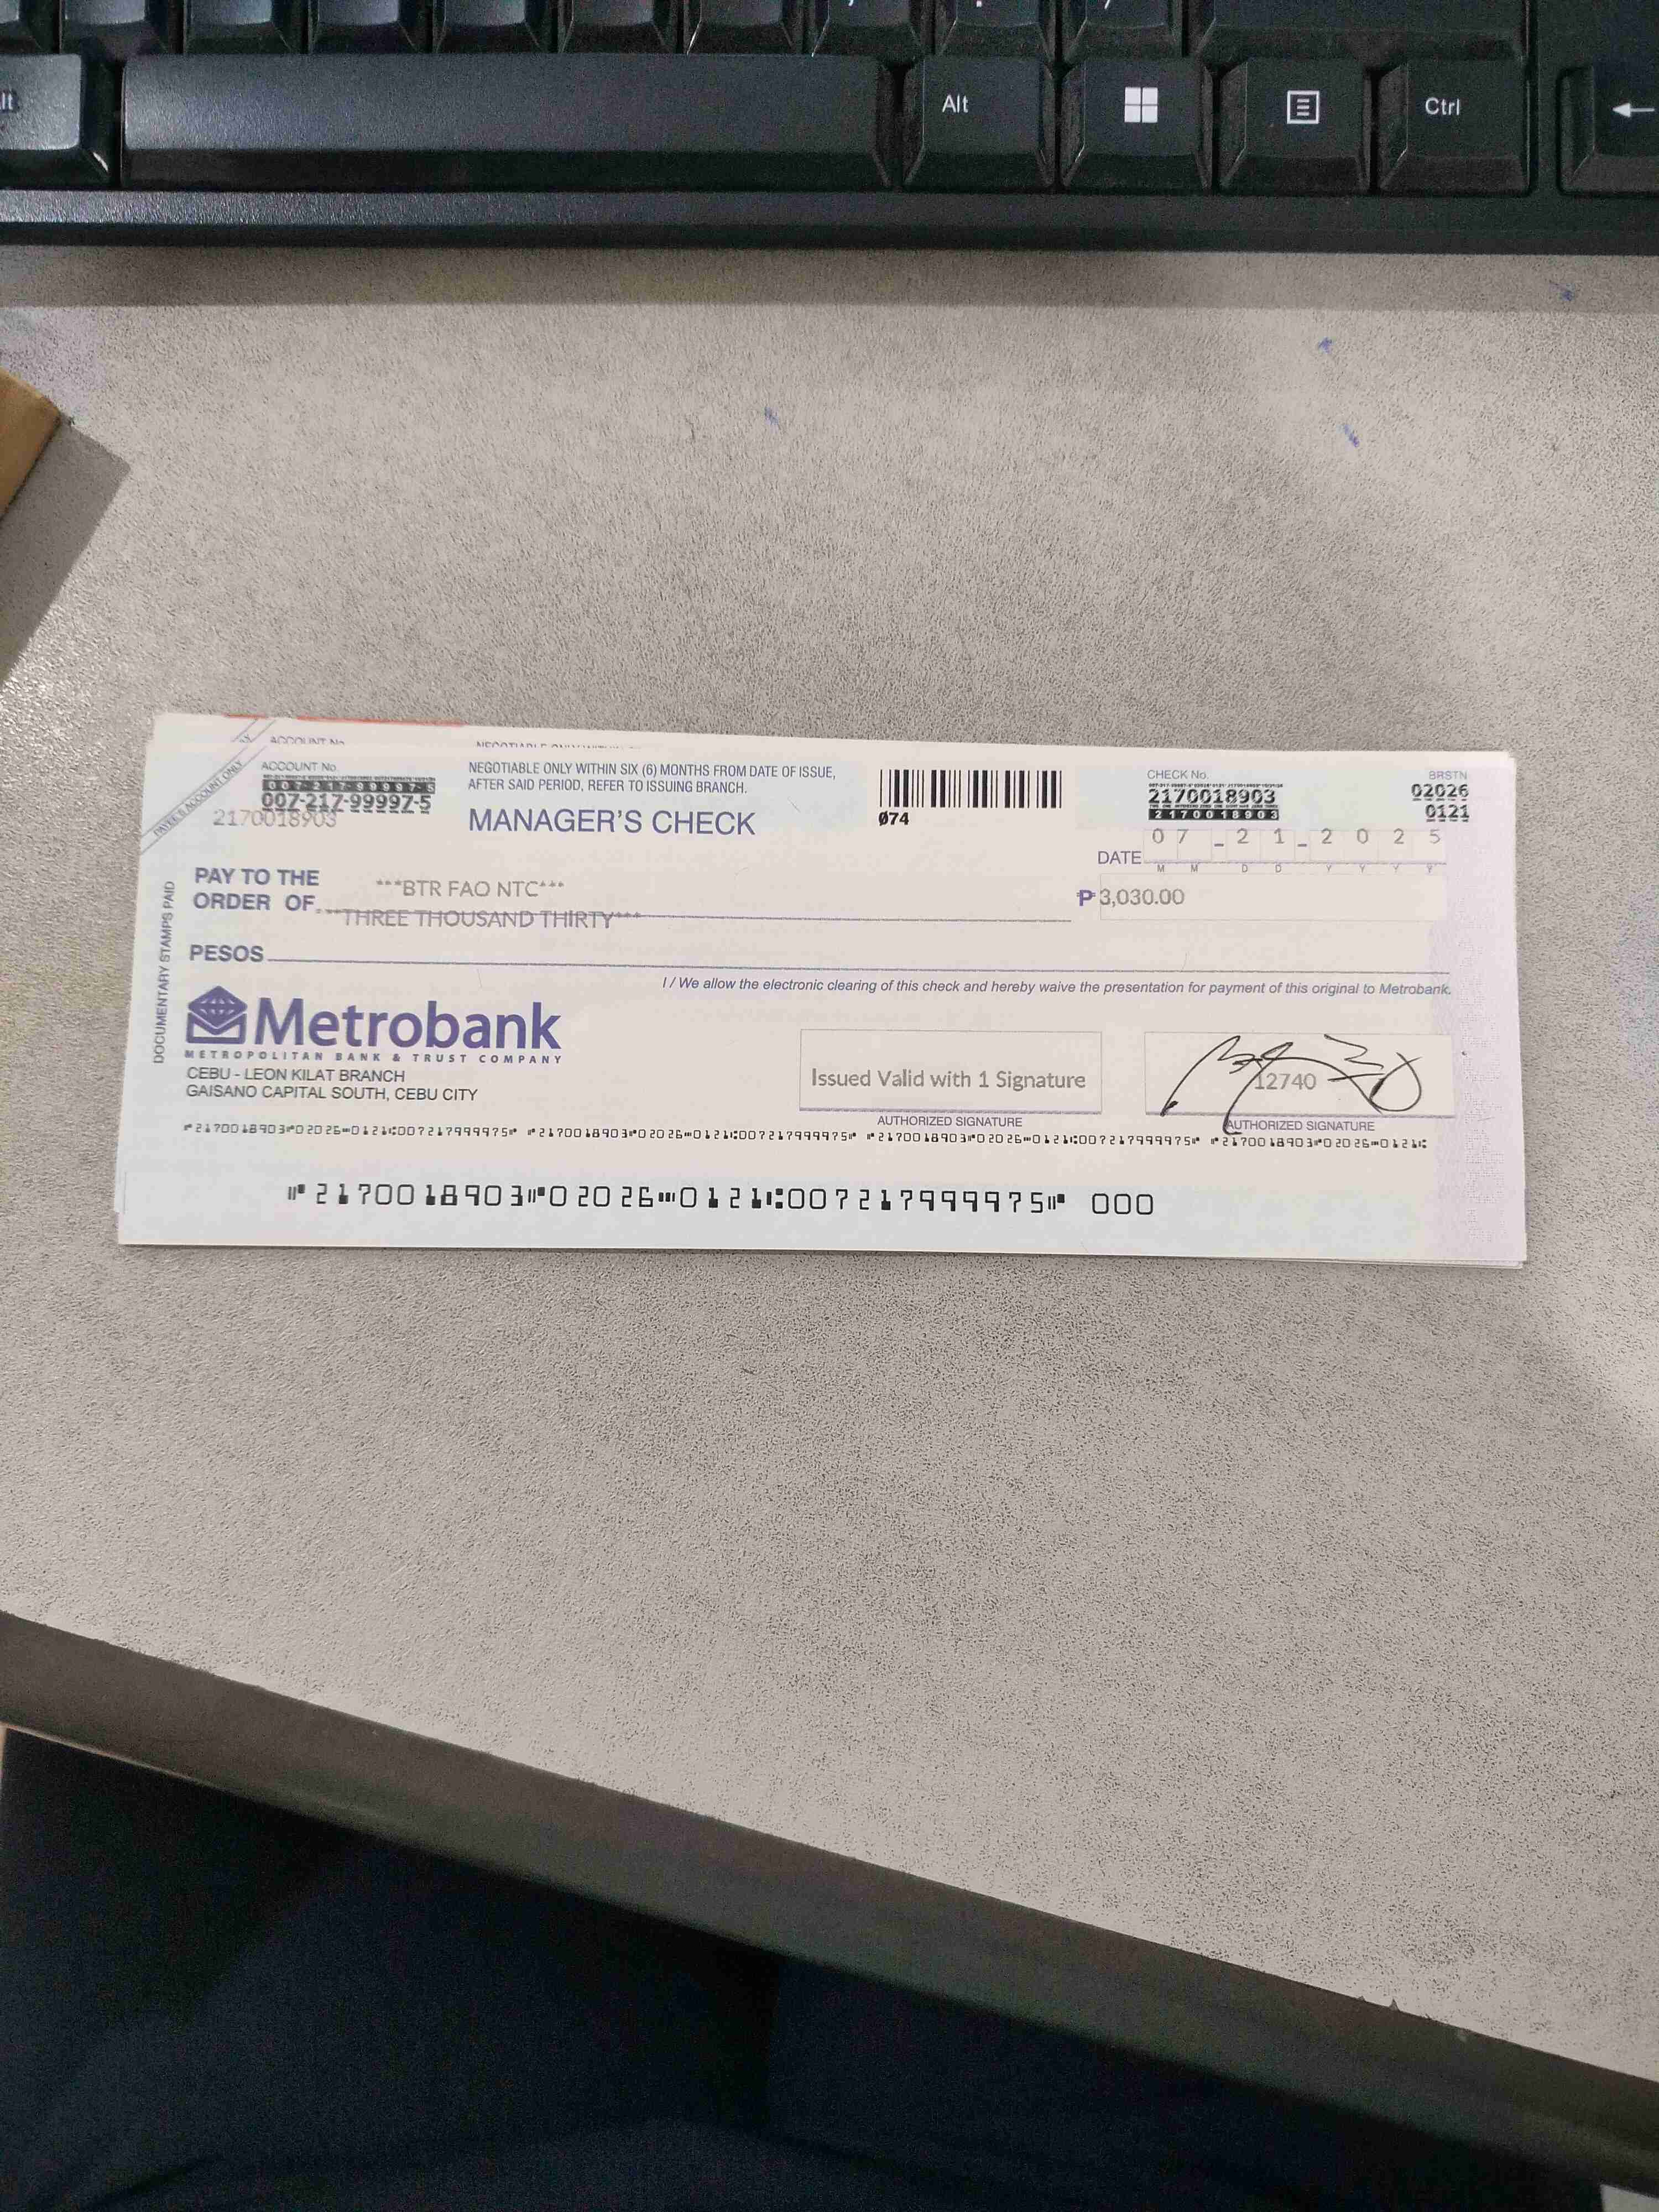 lt
Alt
Ctrl
ACCOUNT No.
PAYEE'S ACCOUNT ONLY
ACCOUNT No.
007-217-99997-5
007-217-99997-5
2170018903
NEGOTIABLE ONLY WITHIN SIX (6) MONTHS FROM DATE OF ISSUE,
AFTER SAID PERIOD, REFER TO ISSUING BRANCH.
MANAGER'S CHECK
Ø74
CHECK No.
2170018903
2170018903
BRSTN
02026
0121
DATE 07-21-2025
M M D D Y Y Y Y
PAY TO THE
ORDER OF ***BTR FAO NTC***
₱3,030.00
***THREE THOUSAND THIRTY***
PESOS
DOCUMENTARY STAMPS PAID
I / We allow the electronic clearing of this check and hereby waive the presentation for payment of this original to Metrobank.
Metrobank
METROPOLITAN BANK & TRUST COMPANY
CEBU - LEON KILAT BRANCH
GAISANO CAPITAL SOUTH, CEBU CITY
Issued Valid with 1 Signature
AUTHORIZED SIGNATURE
12740
AUTHORIZED SIGNATURE
⑈2170018903⑈02026⑉0121⑆007217999975⑈ ⑈2170018903⑈02026⑉0121⑆007217999975⑈ ⑈2170018903⑈02026⑉0121⑆007217999975⑈ ⑈2170018903⑈02026⑉0121⑆
⑈2170018903⑈02026⑉0121⑆007217999975⑈ 000